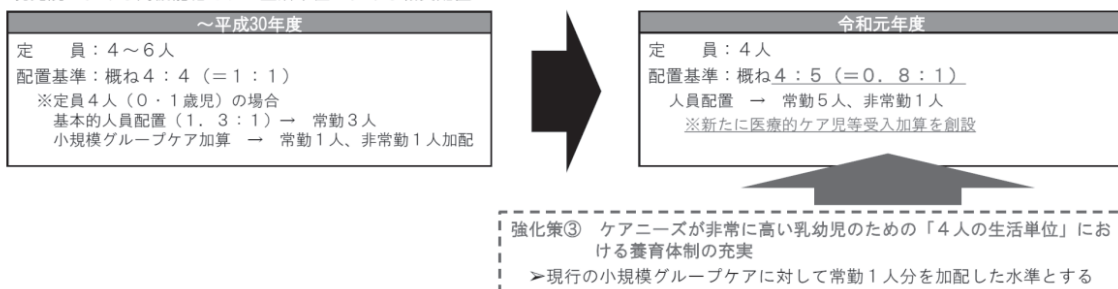 ～平成30年度
定　　員：４～６人
配置基準：概ね４：４（＝１：１）
※定員４人（０・１歳児）の場合
基本的人員配置（１．３：１）→　常勤３人
小規模グループケア加算　→　常勤１人、非常勤１人加配
令和元年度
定　　員：４人
配置基準：概ね４：５（＝０．８：１）
人員配置　→　常勤５人、非常勤１人
※新たに医療的ケア児等受入加算を創設
強化策③　ケアニーズが非常に高い乳幼児のための「４人の生活単位」にお
ける養育体制の充実
➢現行の小規模グループケアに対して常勤１人分を加配した水準とする